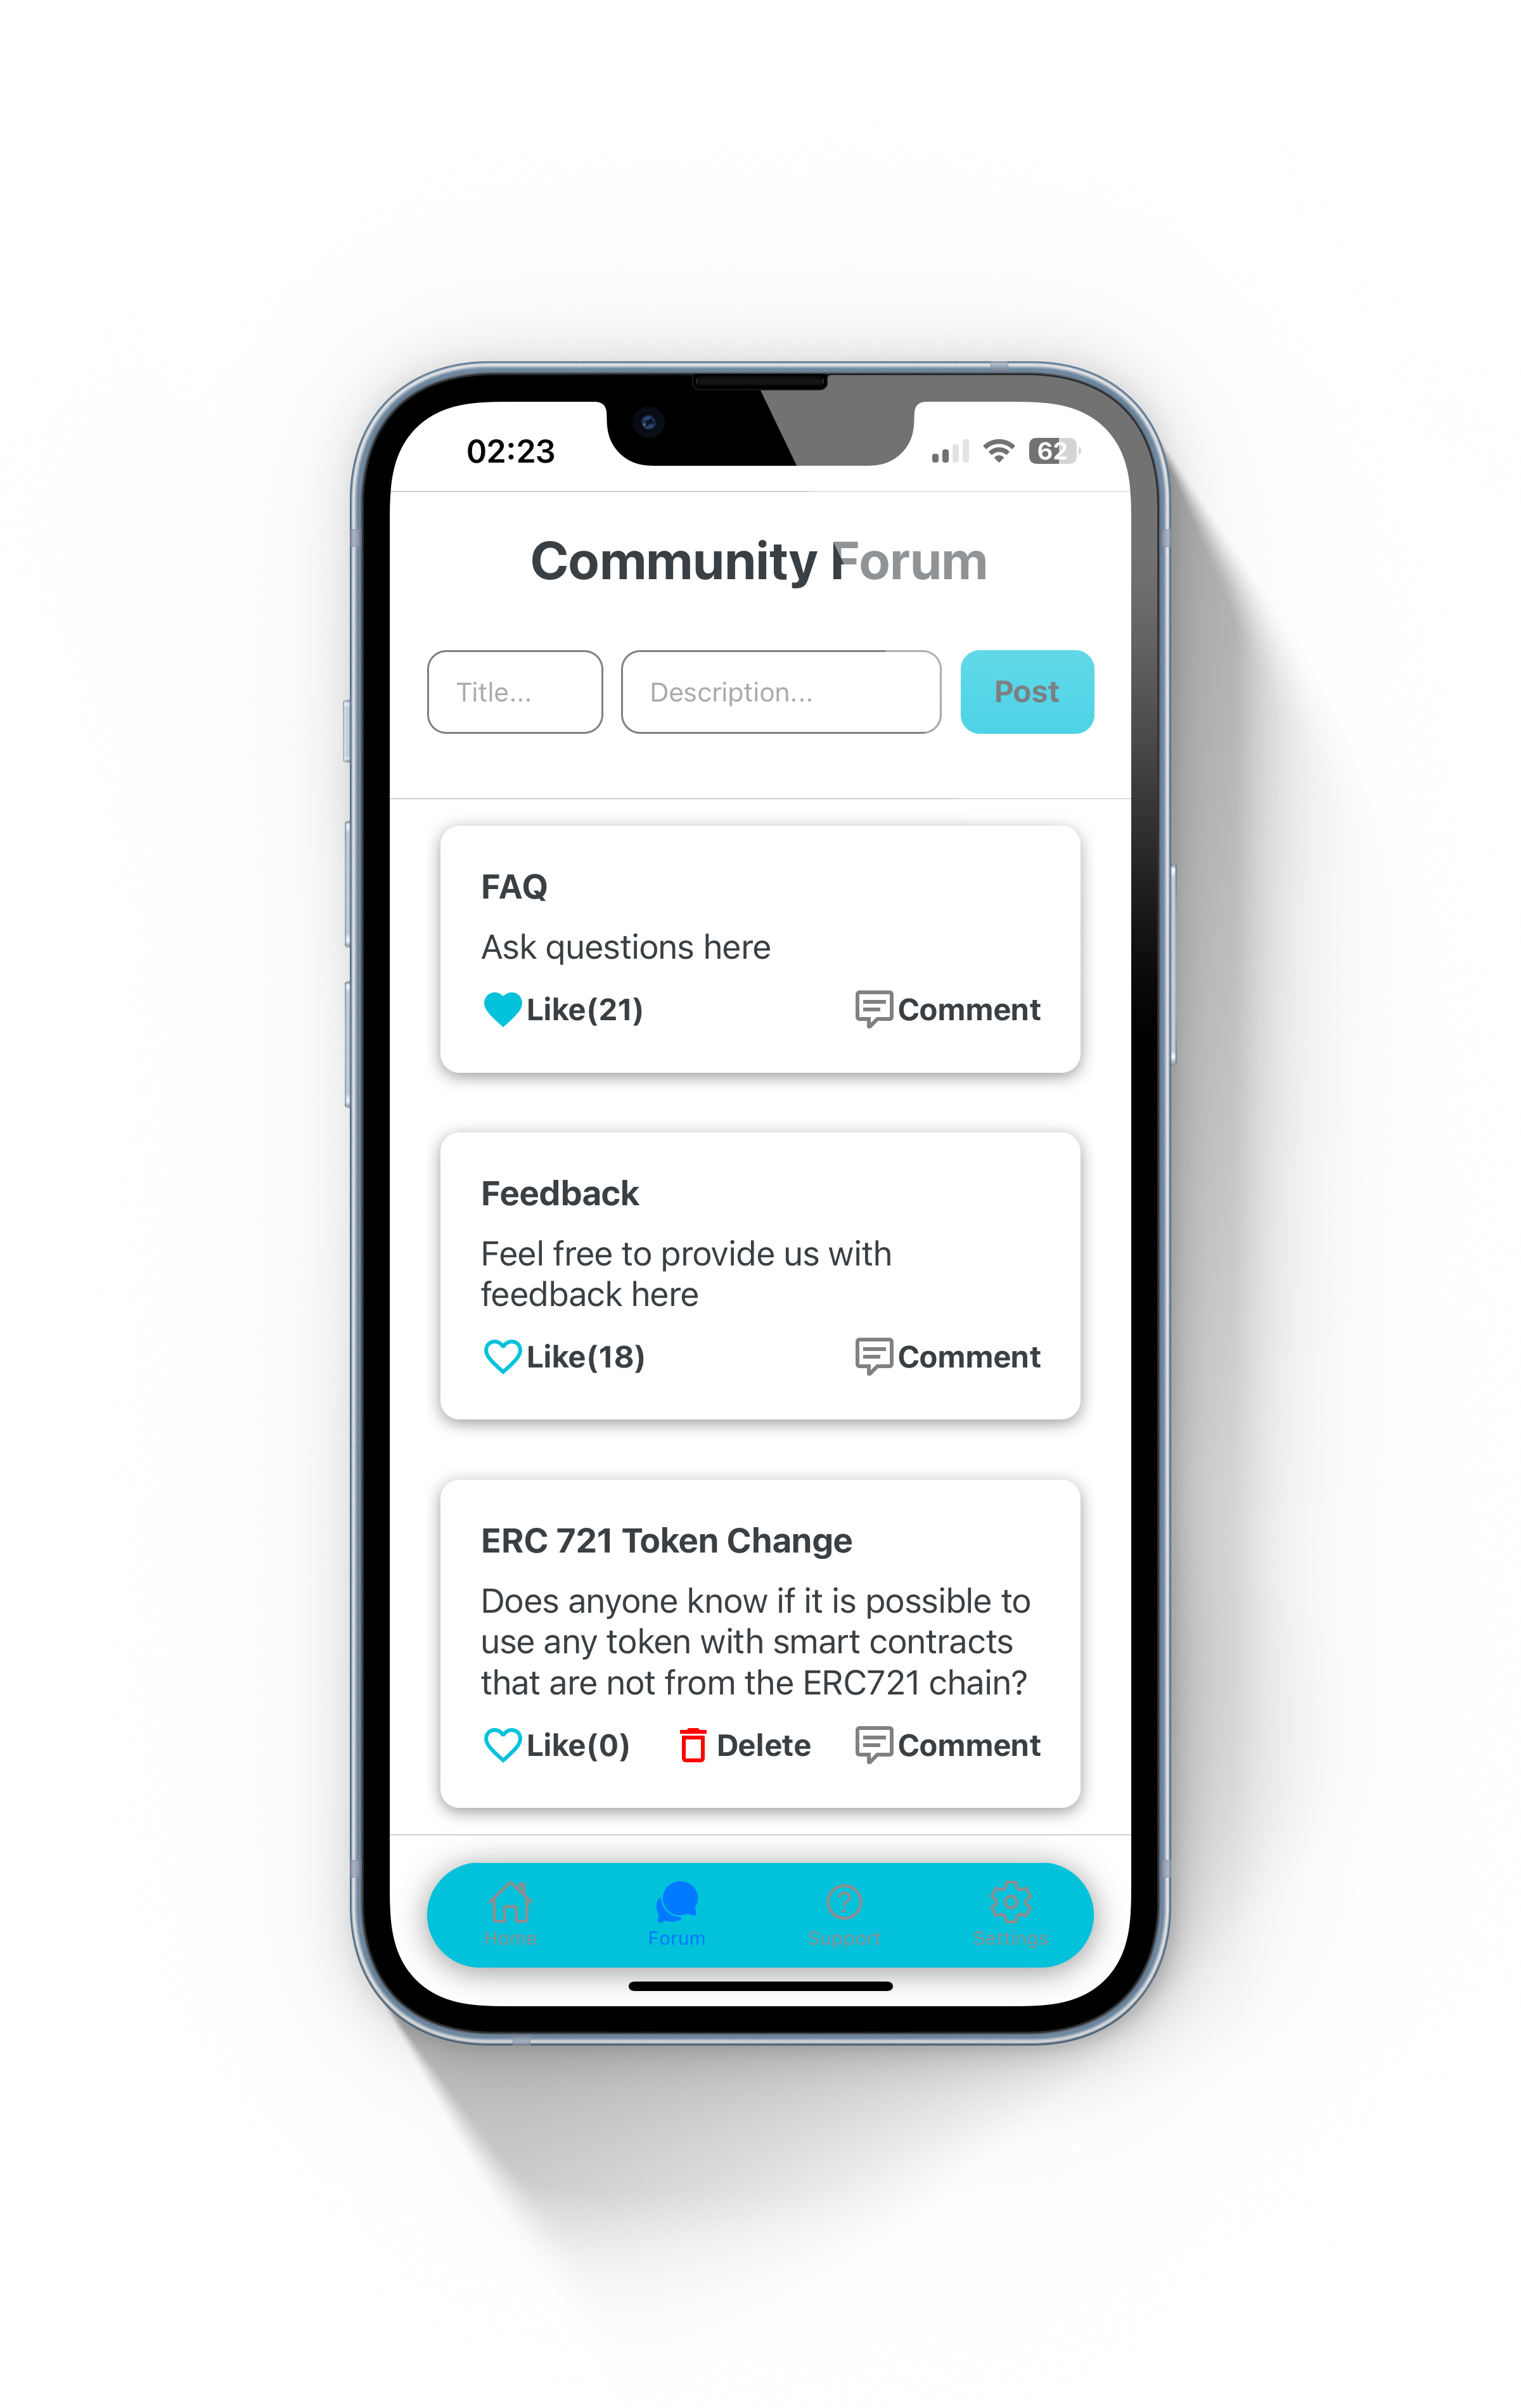 02:23
62
Community Forum
Title...
Description...
Post
FAQ
Ask questions here
Like(21)
Comment
Feedback
Feel free to provide us with
feedback here
Like(18)
Comment
ERC 721 Token Change
Does anyone know if it is possible to
use any token with smart contracts
that are not from the ERC721 chain?
Like(0)
Delete
Comment
Home
Forum
Support
Settings